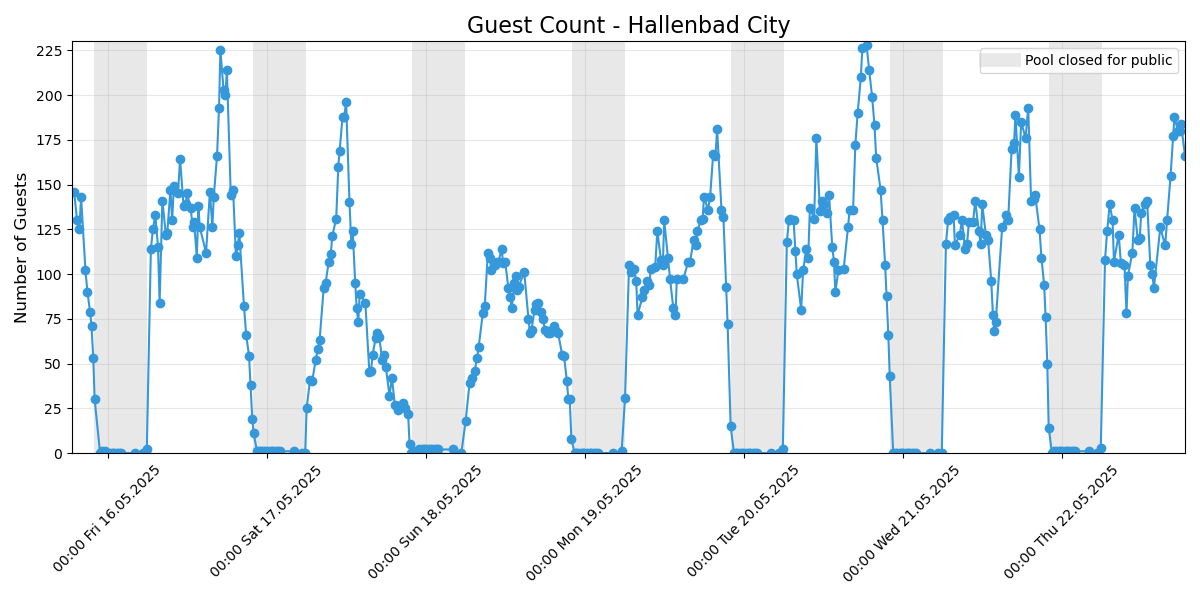 Guest Count - Hallenbad City
Pool closed for public
Number of Guests
225
200
175
150
125
100
75
50
25
0
00:00 Fri 16.05.2025
00:00 Sat 17.05.2025
00:00 Sun 18.05.2025
00:00 Mon 19.05.2025
00:00 Tue 20.05.2025
00:00 Wed 21.05.2025
00:00 Thu 22.05.2025